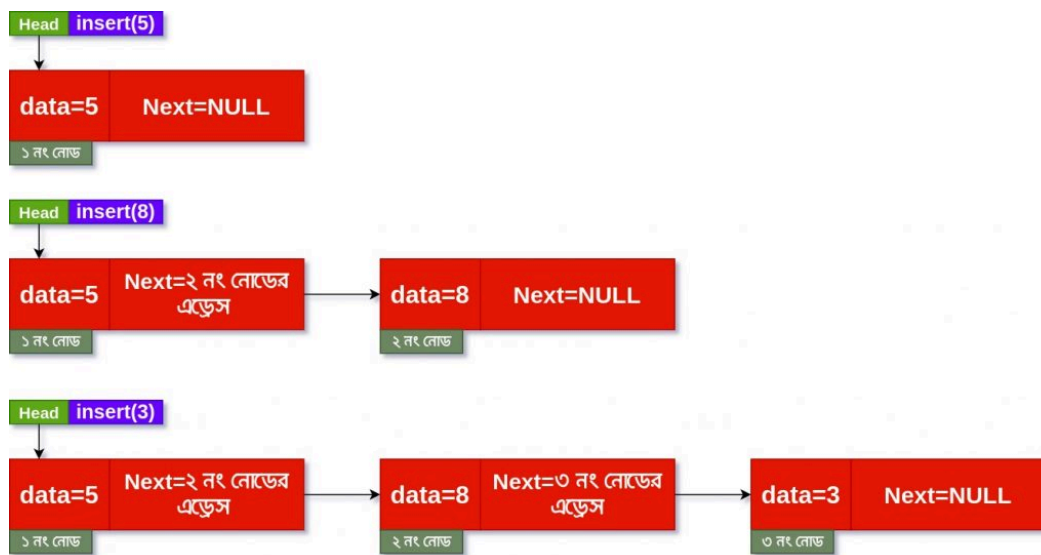 Head insert(5)
data=5 Next=NULL
১ নং নোড
Head insert(8)
data=5 Next=২ নং নোডের
এড্রেস
data=8 Next=NULL
১ নং নোড
২ নং নোড
Head insert(3)
data=5 Next=২ নং নোডের
এড্রেস
data=8 Next=৩ নং নোডের
এড্রেস
data=3 Next=NULL
১ নং নোড
২ নং নোড
৩ নং নোড